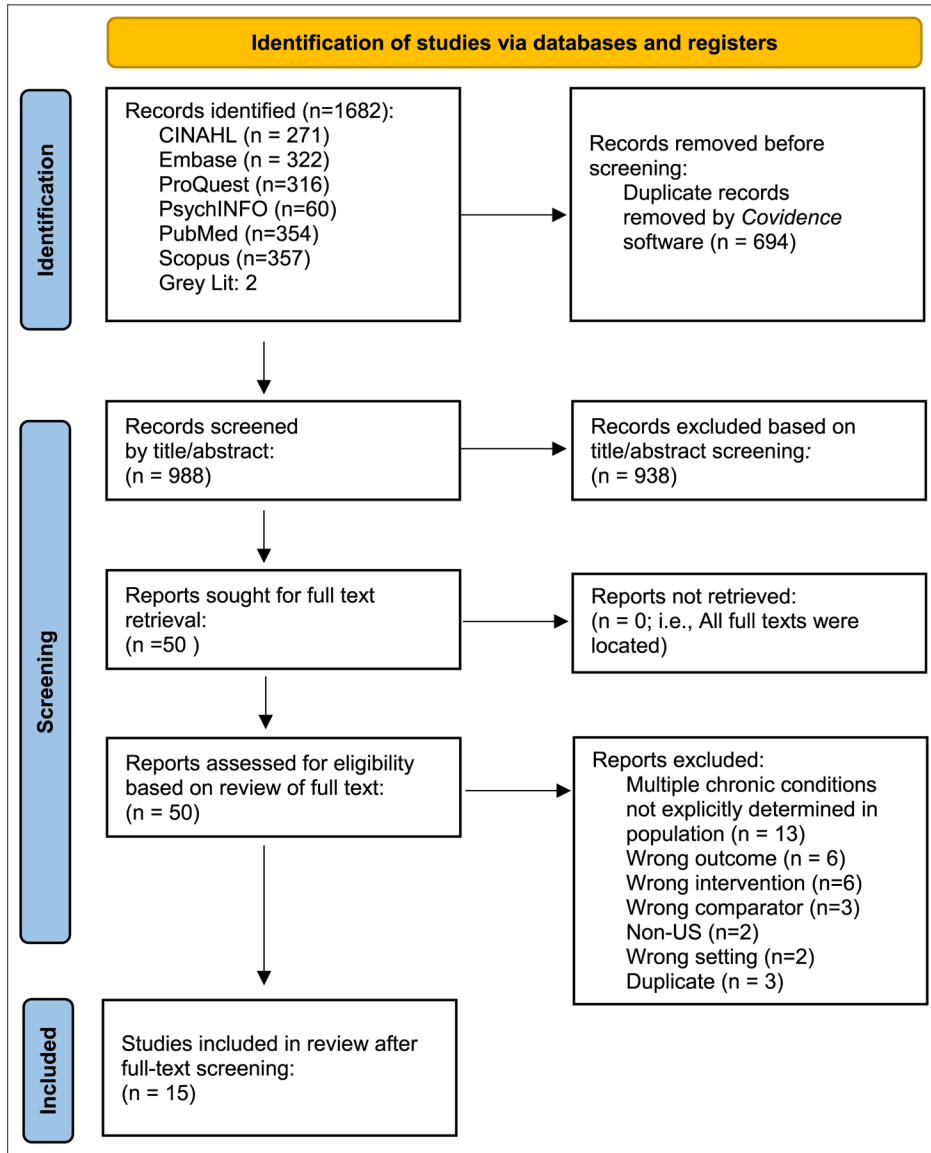 Identification of studies via databases and registers
Identification
Records identified (n=1682):
CINAHL (n = 271)
Embase (n = 322)
ProQuest (n=316)
PsychINFO (n=60)
PubMed (n=354)
Scopus (n=357)
Grey Lit: 2
Records removed before
screening:
Duplicate records
removed by Covidence
software (n = 694)
Screening
Records screened
by title/abstract:
(n = 988)
Records excluded based on
title/abstract screening:
(n = 938)
Reports sought for full text
retrieval:
(n =50 )
Reports not retrieved:
(n = 0; i.e., All full texts were
located)
Reports assessed for eligibility
based on review of full text:
(n = 50)
Reports excluded:
Multiple chronic conditions
not explicitly determined in
population (n = 13)
Wrong outcome (n = 6)
Wrong intervention (n=6)
Wrong comparator (n=3)
Non-US (n=2)
Wrong setting (n=2)
Duplicate (n = 3)
Included
Studies included in review after
full-text screening:
(n = 15)